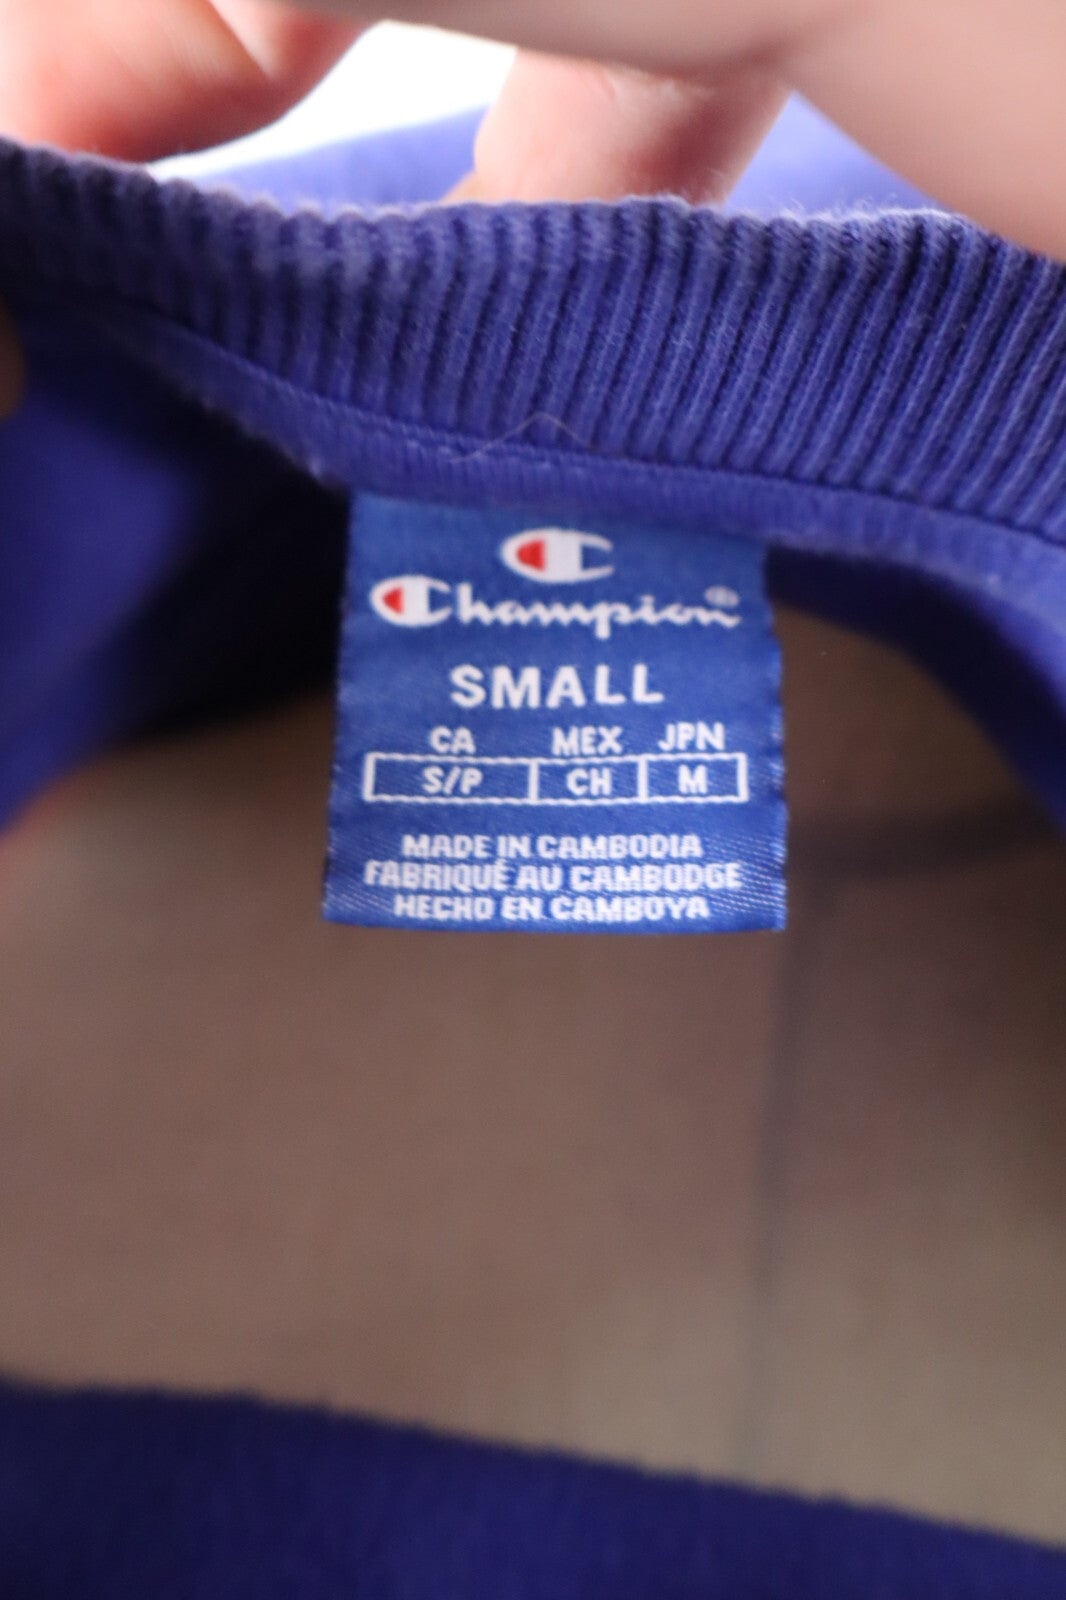 Champion®
SMALL
CA MEX JPN
S/P CH M
MADE IN CAMBODIA
FABRIQUÉ AU CAMBODGE
HECHO EN CAMBOYA